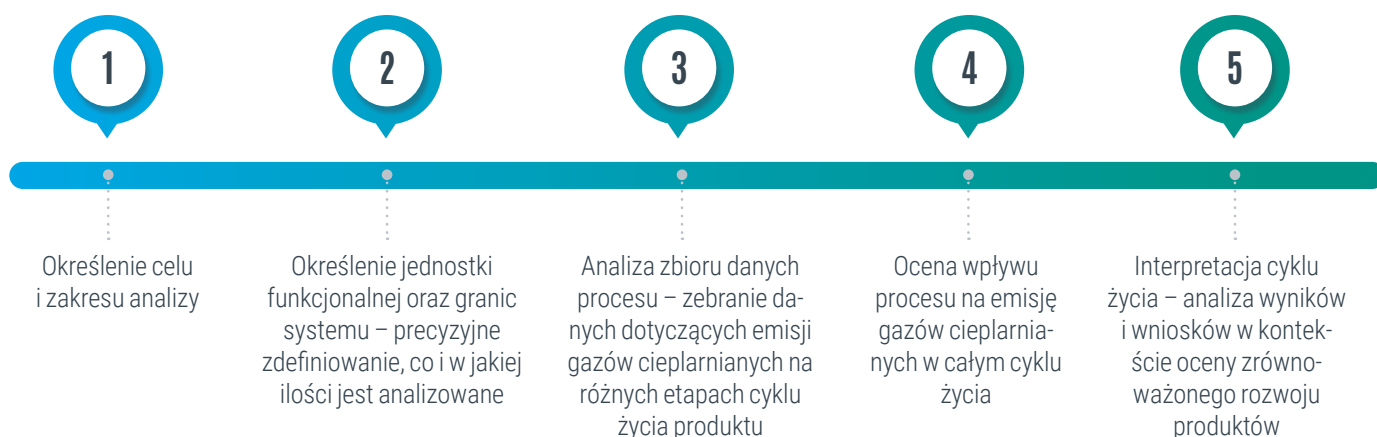 1
Określenie celu
i zakresu analizy
2
Określenie jednostki
funkcjonalnej oraz granic
systemu – precyzyjne
zdefiniowanie, co i w jakiej
ilości jest analizowane
3
Analiza zbioru danych
procesu – zebranie da-
nych dotyczących emisji
gazów cieplarnianych na
różnych etapach cyklu
życia produktu
4
Ocena wpływu
procesu na emisję
gazów cieplarnia-
nych w całym cyklu
życia
5
Interpretacja cyklu
życia – analiza wyników
i wniosków w kontek-
ście oceny zrówno-
ważonego rozwoju
produktów